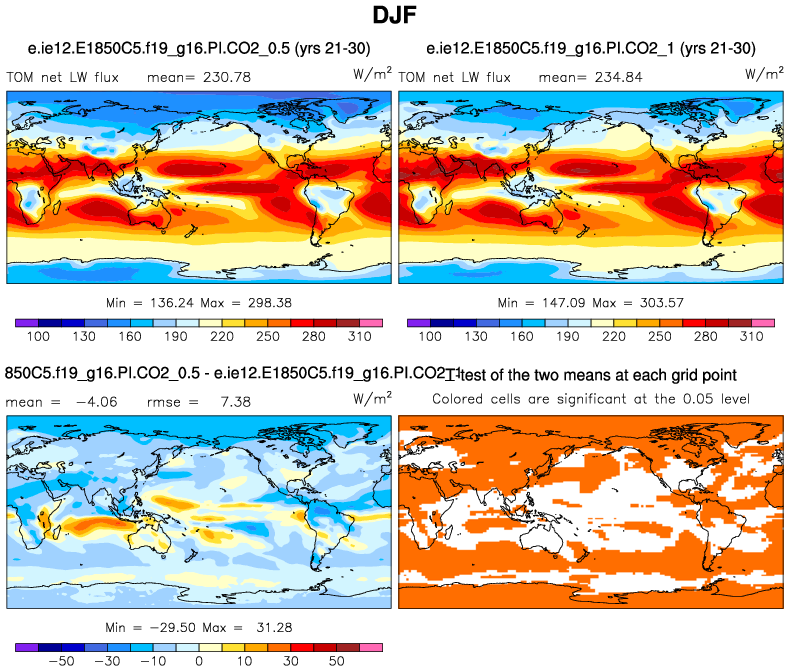 DJF
e.ie12.E1850C5.f19_g16.PI.CO2_0.5 (yrs 21-30)
e.ie12.E1850C5.f19_g16.PI.CO2_1 (yrs 21-30)
TOM net LW flux mean= 230.78 W/m2
TOM net LW flux mean= 234.84 W/m2
Min = 136.24 Max = 298.38
Min = 147.09 Max = 303.57
100 130 160 190 220 250 280 310
100 130 160 190 220 250 280 310
850C5.f19_g16.PI.CO2_0.5 - e.ie12.E1850C5.f19_g16.PI.CO2_1
T-test of the two means at each grid point
mean = -4.06 rmse = 7.38 W/m2
Colored cells are significant at the 0.05 level
Min = -29.50 Max = 31.28
-50 -30 -10 0 10 30 50